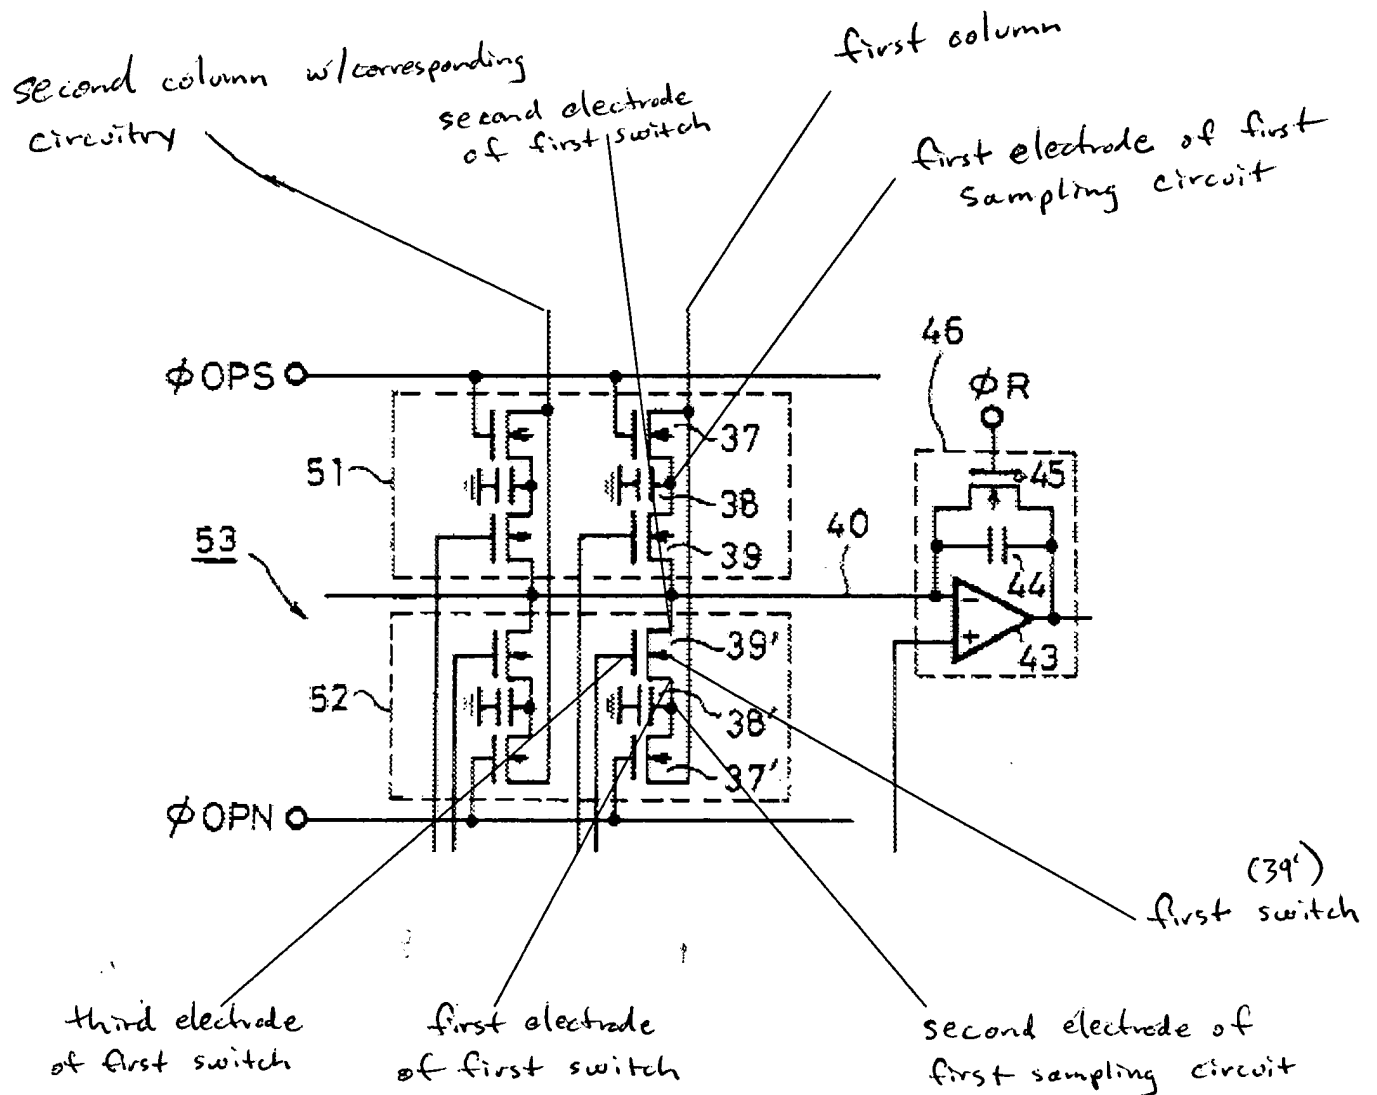 first column
second column w/corresponding
circuitry
second electrode
of first switch
first electrode of first
sampling circuit
46
φR
φOPS
37
45
51
38
40
53
39
44
39'
43
52
38'
37'
φOPN
(39')
first switch
third electrode
of first switch
first electrode
of first switch
second electrode of
first sampling circuit